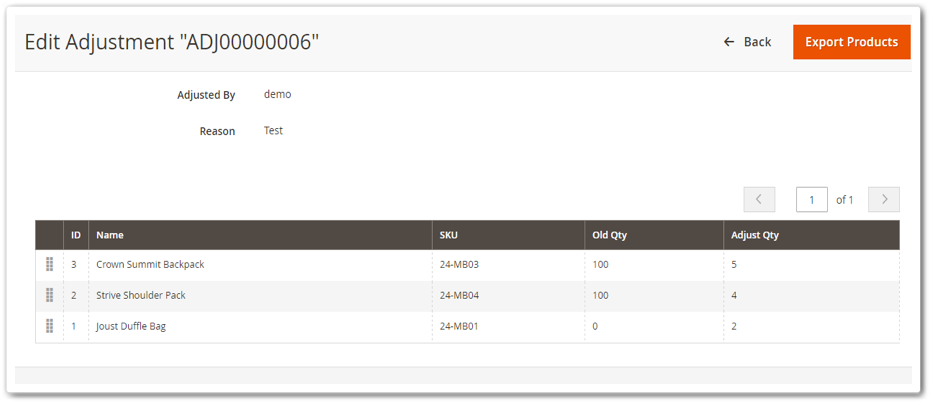 Edit Adjustment "ADJ00000006"
← Back
Export Products
Adjusted By demo
Reason Test
1 of 1
ID Name SKU Old Qty Adjust Qty
3 Crown Summit Backpack 24-MB03 100 5
2 Strive Shoulder Pack 24-MB04 100 4
1 Joust Duffle Bag 24-MB01 0 2